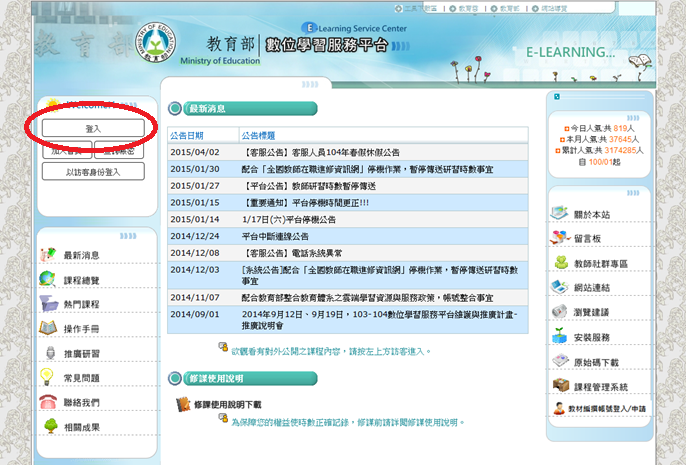 教育部
MINISTRY OF EDUCATION
教育部
E-Learning Service Center
教育部 數位學習服務平台
Ministry of Education
E-LEARNING...
教育部
網站導覽
登入
以訪客身份登入
最新消息
課程總覽
熱門課程
操作手冊
推廣研習
常見問題
聯絡我們
相關成果
最新消息
公告日期 公告標題
2015/04/02 【客服公告】客服人員104年春假休假公告
2015/01/30 配合「全國教師在職進修資訊網」停機作業，暫停傳送研習時數事宜
2015/01/27 【平台公告】教師研習時數暫停傳送
2015/01/15 【重要通知】平台停機時間更正!!!
2015/01/14 1/17日(六)平台停機公告
2014/12/24 平台中斷連線公告
2014/12/08 【客服公告】電話系統異常
2014/12/03 [系統公告]配合「全國教師在職進修資訊網」停機作業，暫停傳送研習時數
事宜
2014/11/07 配合教育部整合教育體系之雲端學習資源與服務政策，帳號整合事宜
2014/09/01 2014年9月12日、9月19日，103-104數位學習服務平台維護與推廣計畫-
推廣說明會
欲觀看有對外公開之課程內容，請按左上方訪客進入。
修課使用說明
修課使用說明下載
為保障您的權益使時數正確記錄，修課前請詳閱修課使用說明。
今日人氣:共 819人
本月人氣:共 37645人
累計人氣:共 3174285人
自 100/01起
關於本站
留言板
教師社群專區
網站連結
瀏覽建議
安裝服務
原始碼下載
課程管理系統
教材編撰帳號登入/申請